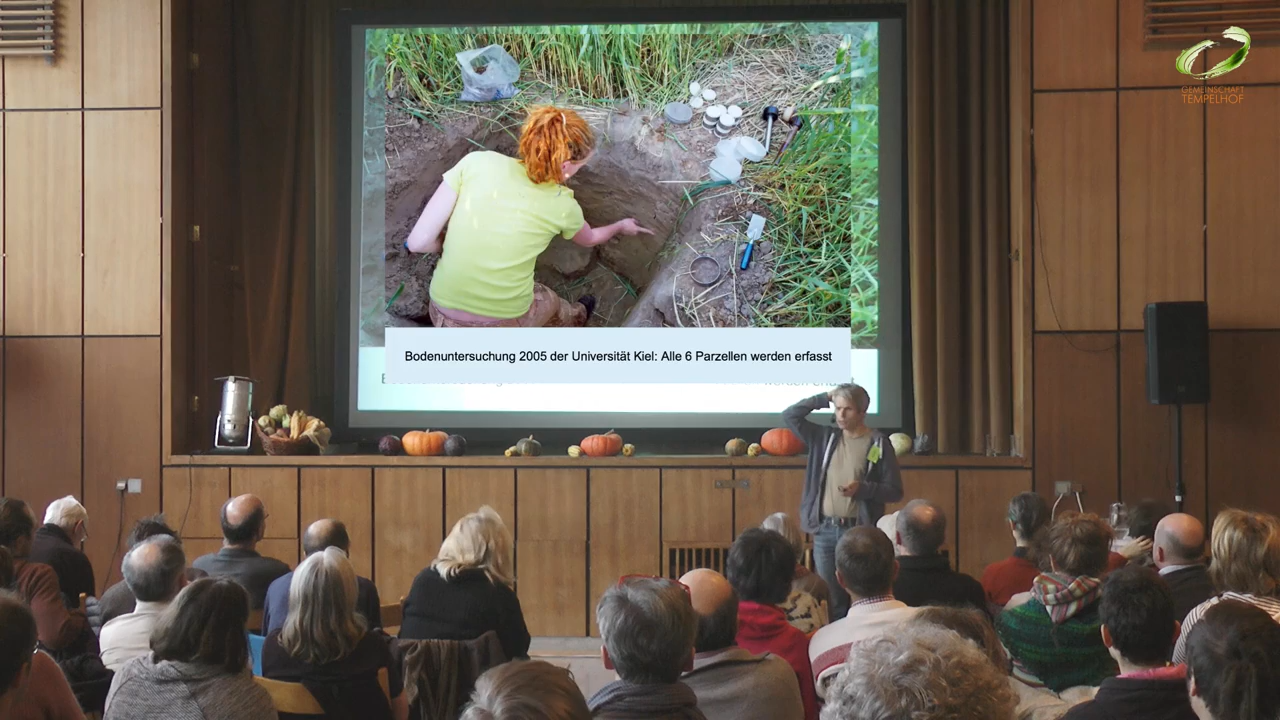 GEMEINSCHAFT
TEMPELHOF
Bodenuntersuchung 2005 der Universität Kiel: Alle 6 Parzellen werden erfasst